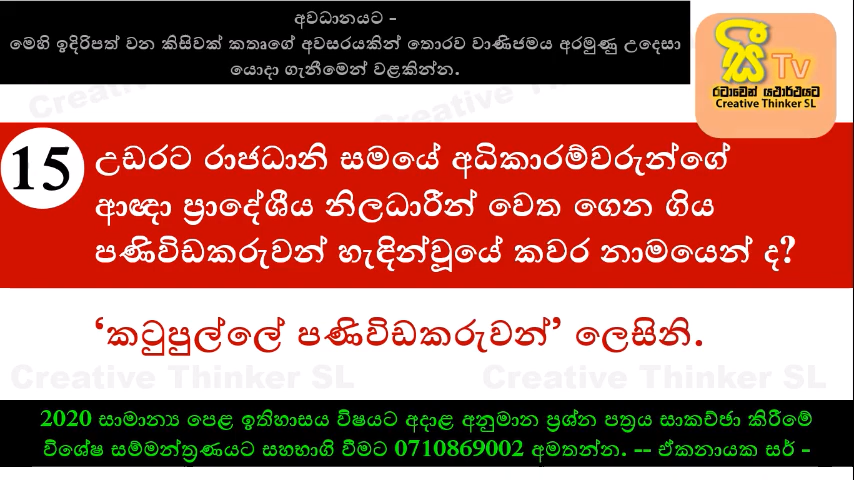 අවධානයට -
මෙහි ඉදිරිපත් වන කිසිවක් කතෘගේ අවසරයකින් තොරව වාණිජමය අරමුණු උදෙසා
යොදා ගැනීමෙන් වළකින්න.
සී Tv
රටාවෙන් යථාර්ථයට
Creative Thinker SL
15
උඩරට රාජධානි සමයේ අධිකාරම්වරුන්ගේ
ආඥා ප්‍රාදේශීය නිලධාරීන් වෙත ගෙන ගිය
පණිවිඩකරුවන් හැඳින්වූයේ කවර නාමයෙන් ද?
‘කටුපුල්ලේ පණිවිඩකරුවන්’ ලෙසිනි.
Creative Thinker SL
Creative Thinker SL
2020 සාමාන්‍ය පෙළ ඉතිහාසය විෂයට අදාළ අනුමාන ප්‍රශ්න පත්‍රය සාකච්ඡා කිරීමේ
විශේෂ සම්මන්ත්‍රණයට සහභාගි වීමට 0710869002 අමතන්න. -- ඒකනායක සර් -